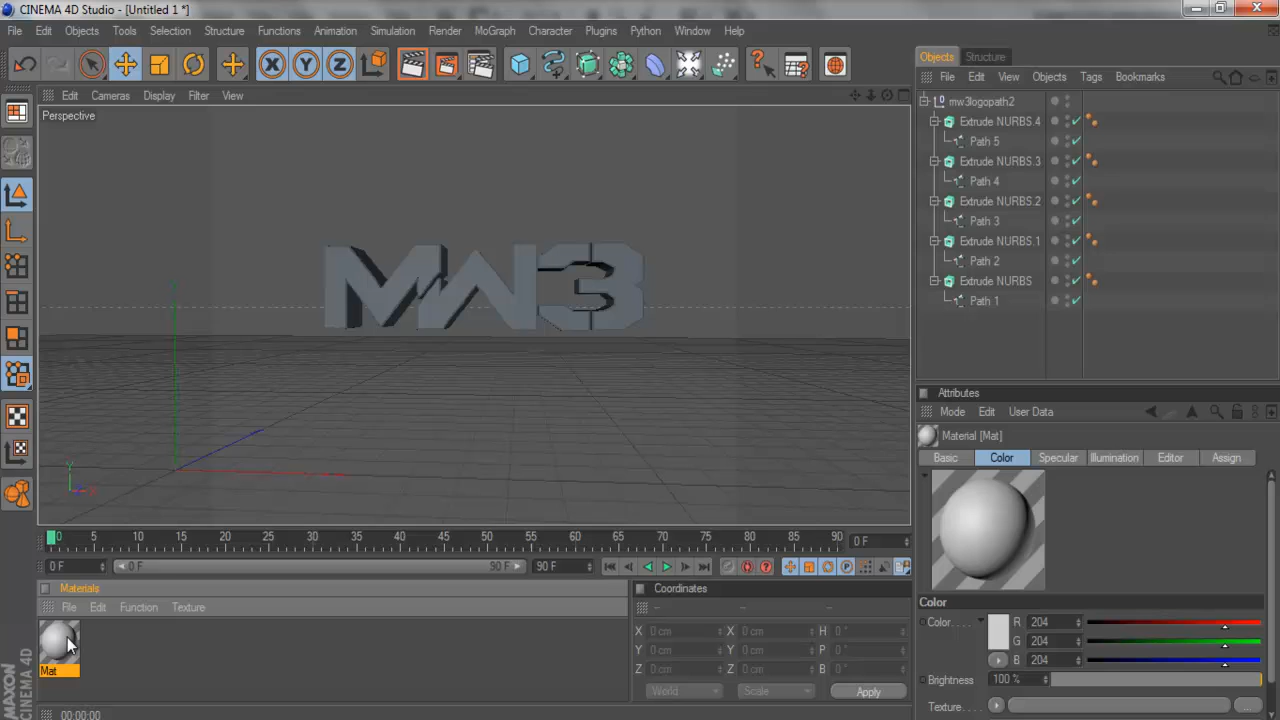 CINEMA 4D Studio - [Untitled 1 *]
File Edit Objects Tools Selection Structure Functions Animation Simulation Render MoGraph Character Plugins Python Window Help
X Y Z
Objects Structure
File Edit View Objects Tags Bookmarks
Edit Cameras Display Filter View
Perspective
mw3logopath2
Extrude NURBS.4
Path 5
Extrude NURBS.3
Path 4
Extrude NURBS.2
Path 3
Extrude NURBS.1
Path 2
Extrude NURBS
Path 1
MW3
Y
X
Attributes
Mode Edit User Data
Material [Mat]
Basic Color Specular Illumination Editor Assign
0 5 10 15 20 25 30 35 40 45 50 55 60 65 70 75 80 85 90 0 F
0 F 0 F 90 F 90 F
P
Materials
File Edit Function Texture
Mat
Coordinates
-- -- --
X 0 cm X 0 cm H 0 °
Y 0 cm Y 0 cm P 0 °
Z 0 cm Z 0 cm B 0 °
World Scale Apply
Color
Color. . . . R 204
G 204
B 204
Brightness 100 %
Texture. . . . ...
MAXON
CINEMA 4D
00:00:00